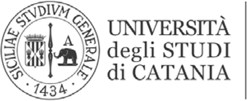 SICILIAE STVDIVM GENERALE
· 1434 ·
UNIVERSITÀ
degli STUDI
di CATANIA